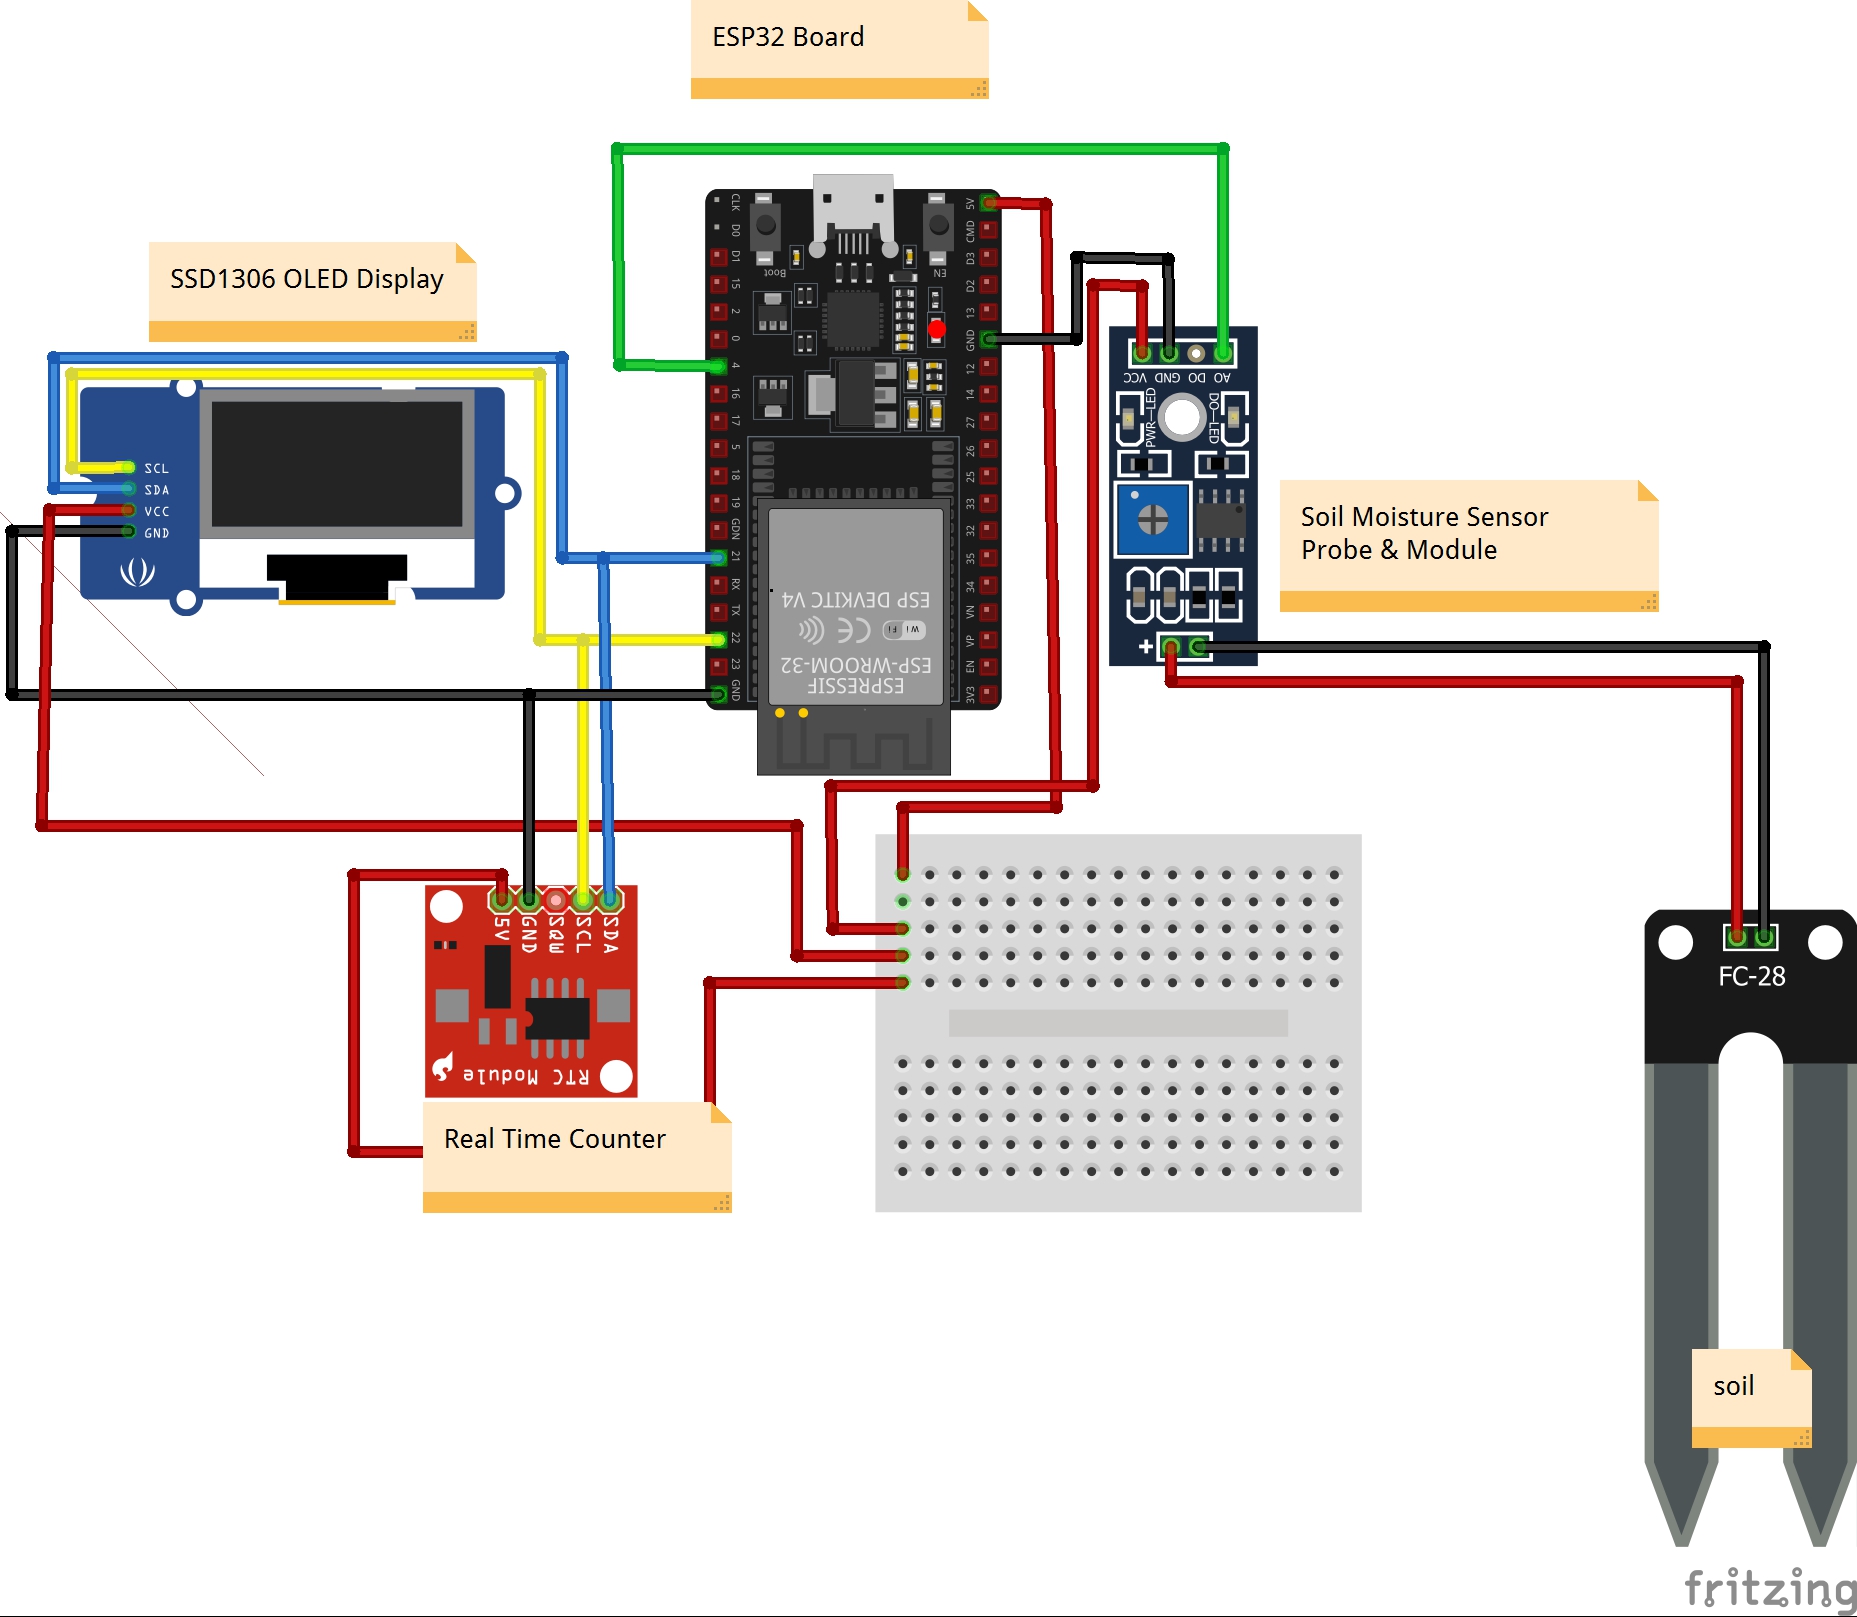 ESP32 Board
SSD1306 OLED Display
SCL
SDA
VCC
GND
CLK
D0
D1
15
2
0
4
16
17
5
18
19
GDN
21
RX
TX
22
23
GND
Boot
EN
5V
CMD
D3
D2
13
GND
12
14
27
26
25
33
32
35
34
VN
VP
EN
3V3
ESP DEVKITC V4
CE
WiFi
ESP-WROOM-32
ESPRESSIF
VCC GND DO AO
PWR-LED
DO-LED
+
Soil Moisture Sensor
Probe & Module
5V
GND
SQW
SCL
SDA
RTC Module
Real Time Counter
FC-28
soil
fritzing